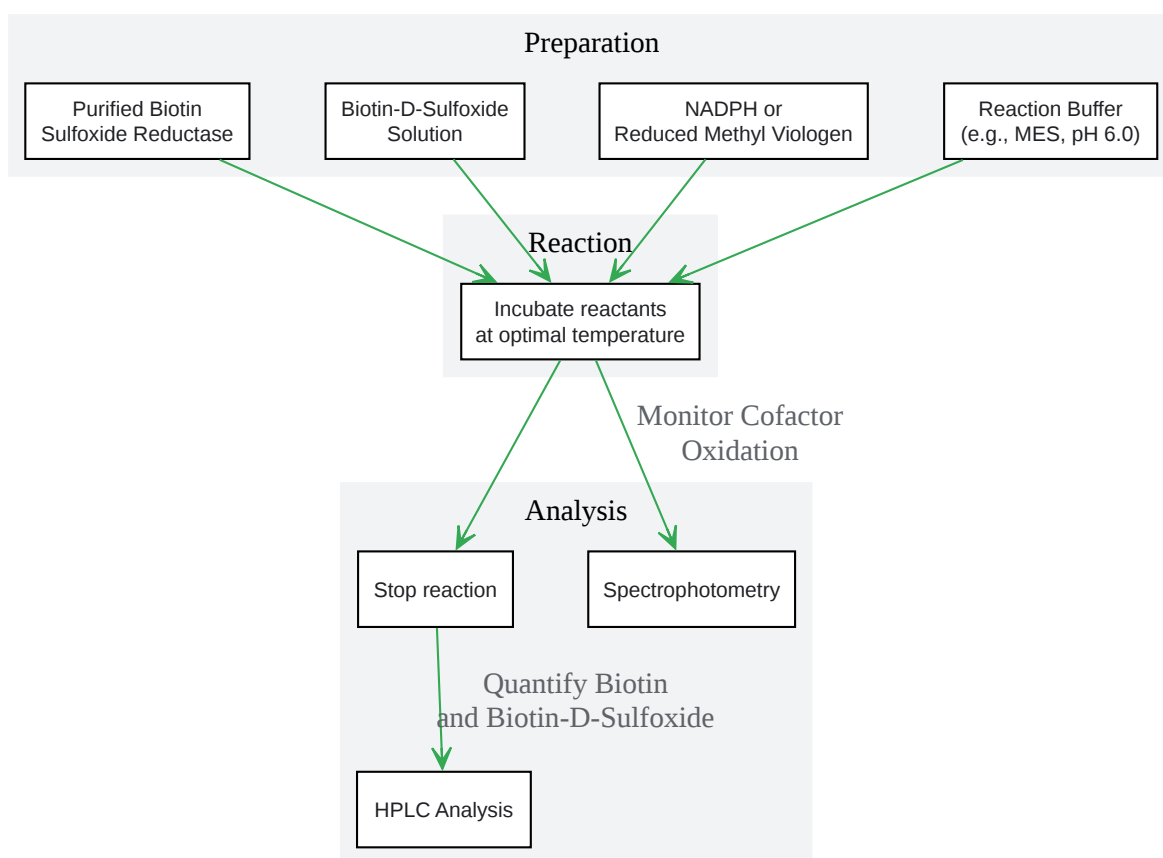 Preparation
Purified Biotin
Sulfoxide Reductase
Biotin-D-Sulfoxide
Solution
NADPH or
Reduced Methyl Viologen
Reaction Buffer
(e.g., MES, pH 6.0)
Reaction
Incubate reactants
at optimal temperature
Monitor Cofactor
Oxidation
Analysis
Stop reaction
Spectrophotometry
Quantify Biotin
and Biotin-D-Sulfoxide
HPLC Analysis